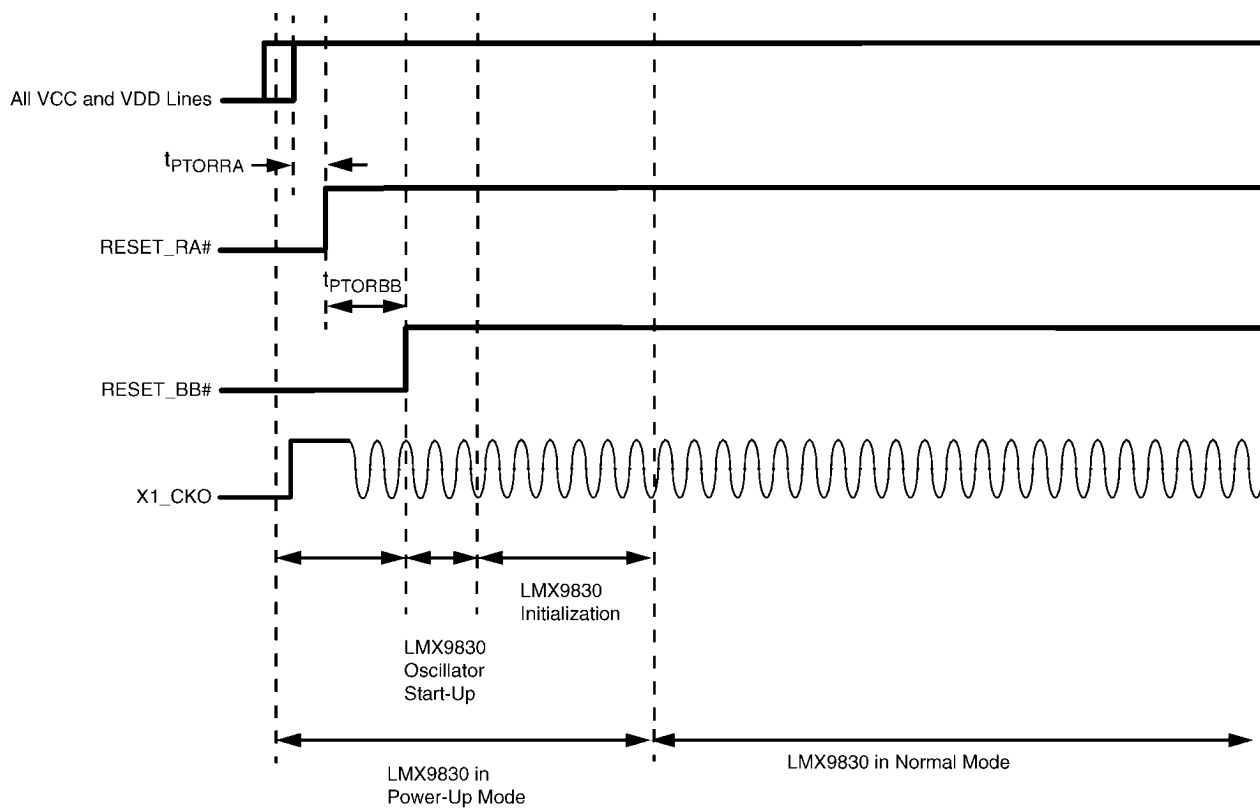 All VCC and VDD Lines
tPTORRA
RESET_RA#
tPTORBB
RESET_BB#
X1_CKO
LMX9830
Initialization
LMX9830
Oscillator
Start-Up
LMX9830 in
Power-Up Mode
LMX9830 in Normal Mode